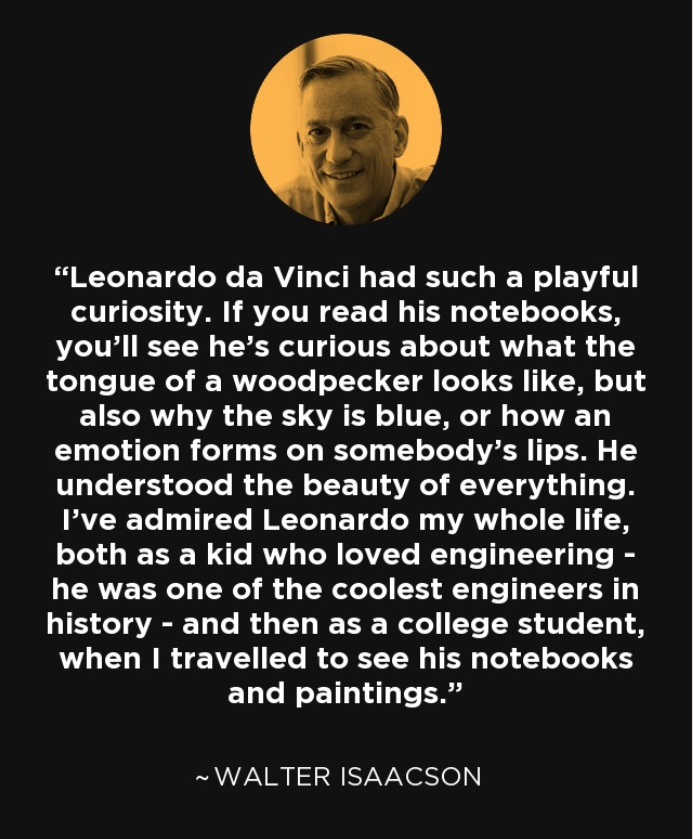 “Leonardo da Vinci had such a playful
curiosity. If you read his notebooks,
you’ll see he’s curious about what the
tongue of a woodpecker looks like, but
also why the sky is blue, or how an
emotion forms on somebody’s lips. He
understood the beauty of everything.
I’ve admired Leonardo my whole life,
both as a kid who loved engineering -
he was one of the coolest engineers in
history - and then as a college student,
when I travelled to see his notebooks
and paintings.”
~ WALTER ISAACSON